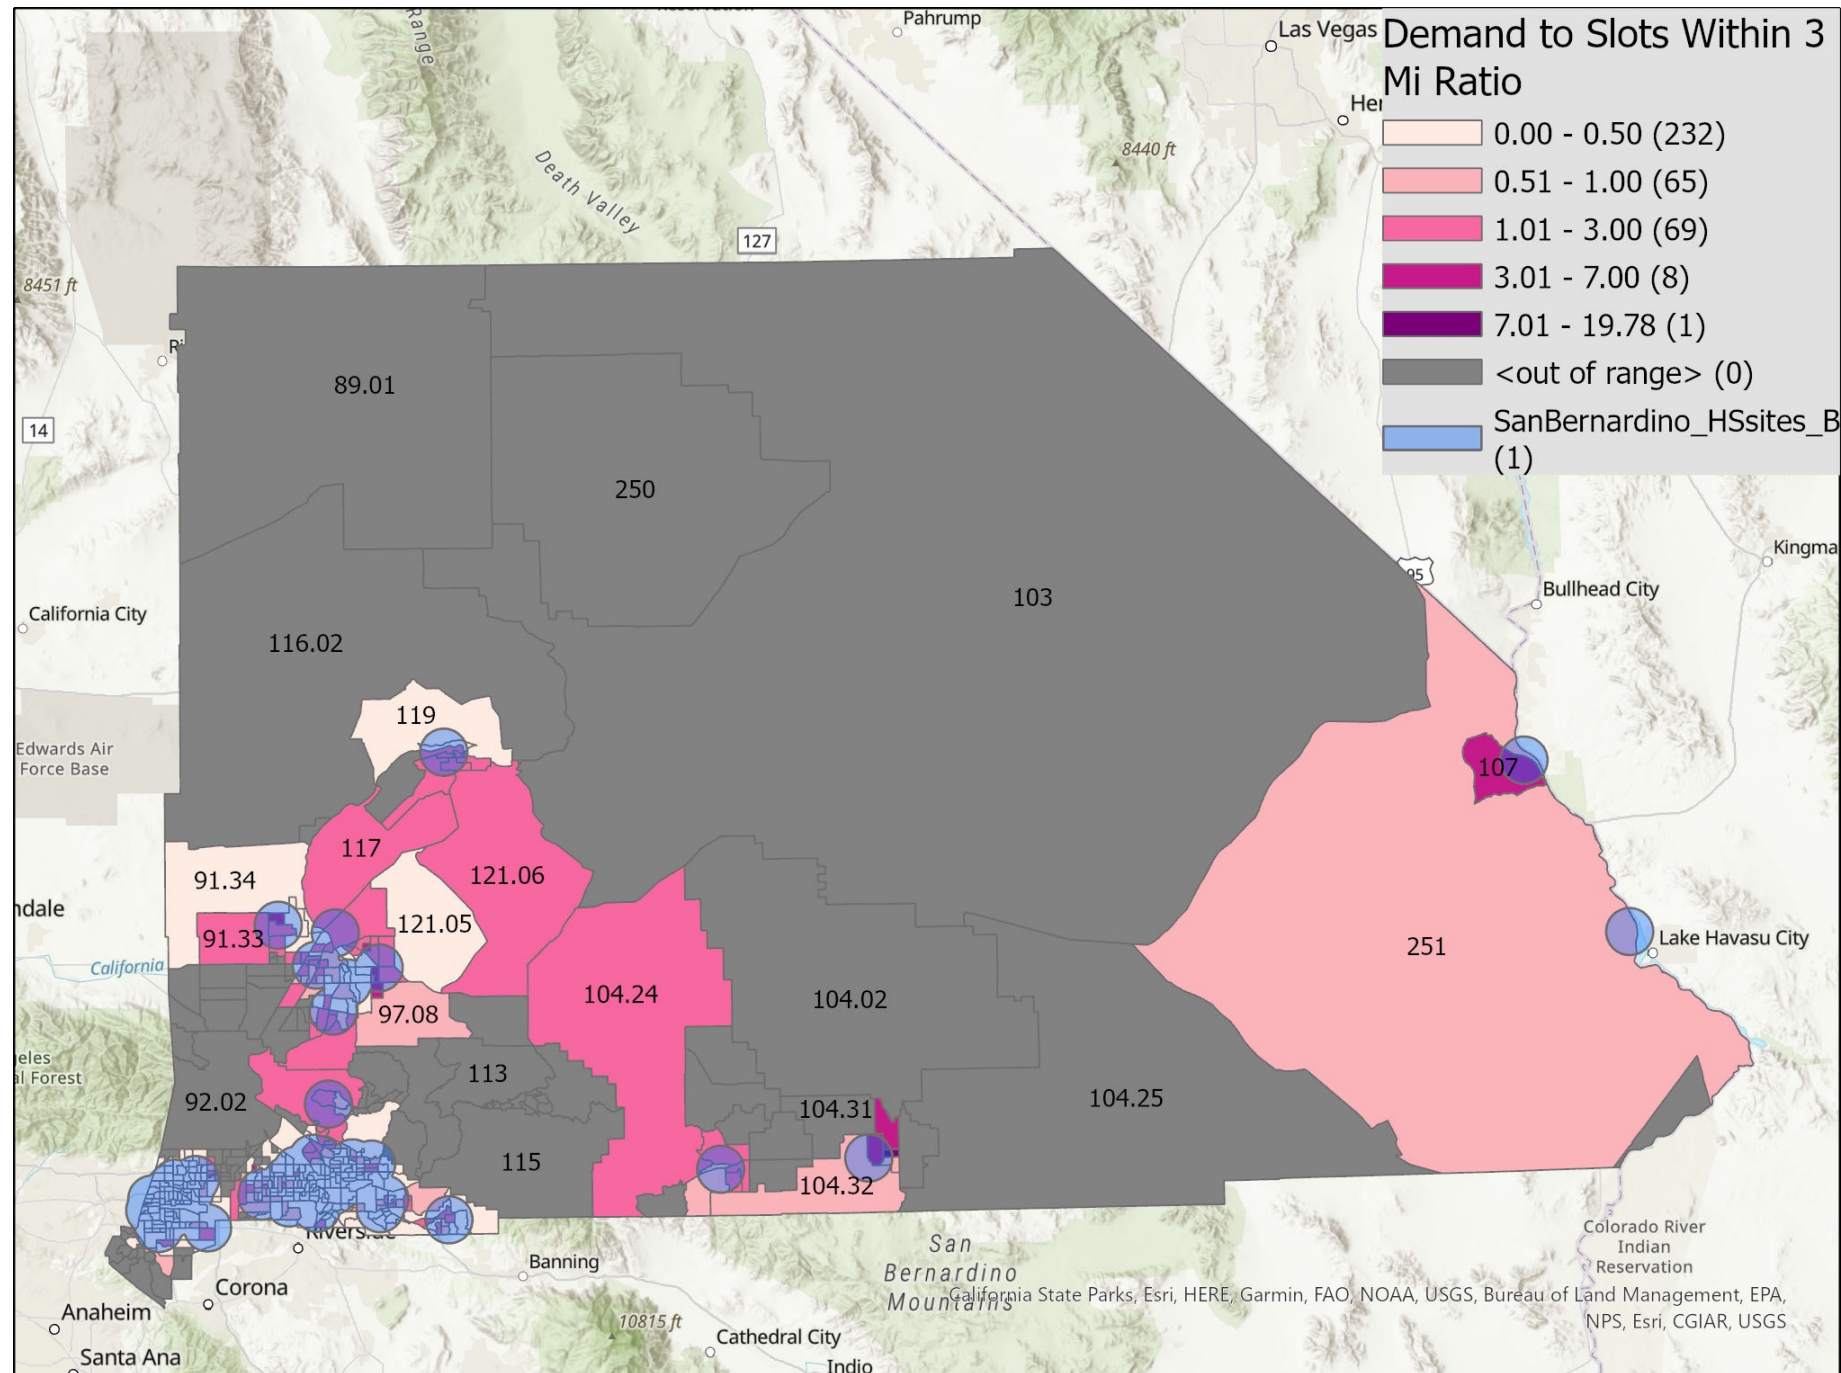 Range
Pahrump
Las Vegas
Demand to Slots Within 3
Mi Ratio
0.00 - 0.50 (232)
0.51 - 1.00 (65)
1.01 - 3.00 (69)
3.01 - 7.00 (8)
7.01 - 19.78 (1)
<out of range> (0)
SanBernardino_HSsites_B
(1)
8440 ft
Death Valley
127
8451 ft
14
89.01
250
103
95
Kingma
Bullhead City
California City
116.02
119
Edwards Air
Force Base
107
117
121.06
91.34
ndale
91.33
121.05
251
Lake Havasu City
California
104.24
104.02
97.08
113
92.02
104.31
104.25
al Forest
115
104.32
Colorado River
Indian
Reservation
San
Bernardino
Mountains
Banning
Corona
Anaheim
California State Parks, Esri, HERE, Garmin, FAO, NOAA, USGS, Bureau of Land Management, EPA,
NPS, Esri, CGIAR, USGS
10815 ft
Cathedral City
Santa Ana
Indio